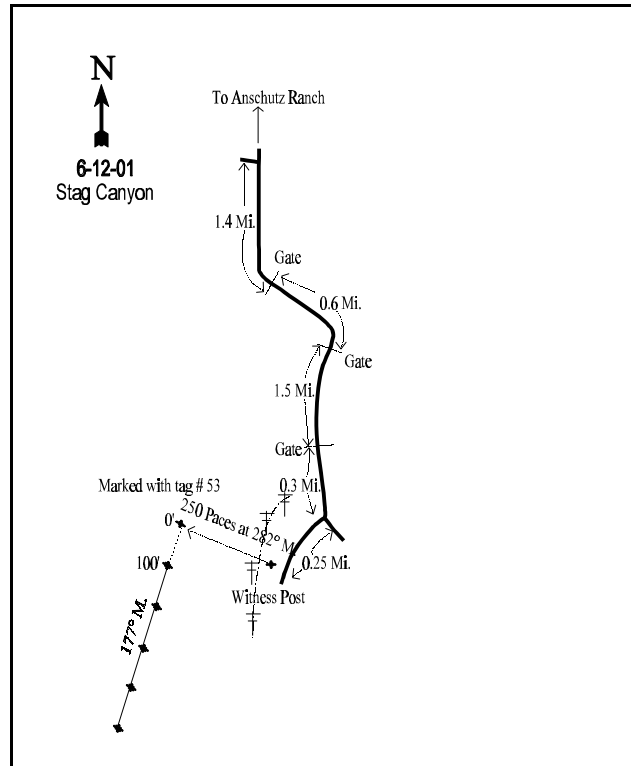 N
6-12-01
Stag Canyon
To Anschutz Ranch
1.4 Mi.
Gate
0.6 Mi.
Gate
1.5 Mi.
Gate
0.3 Mi.
Marked with tag # 53
0'
250 Paces at 282° M.
100'
0.25 Mi.
Witness Post
177° M.